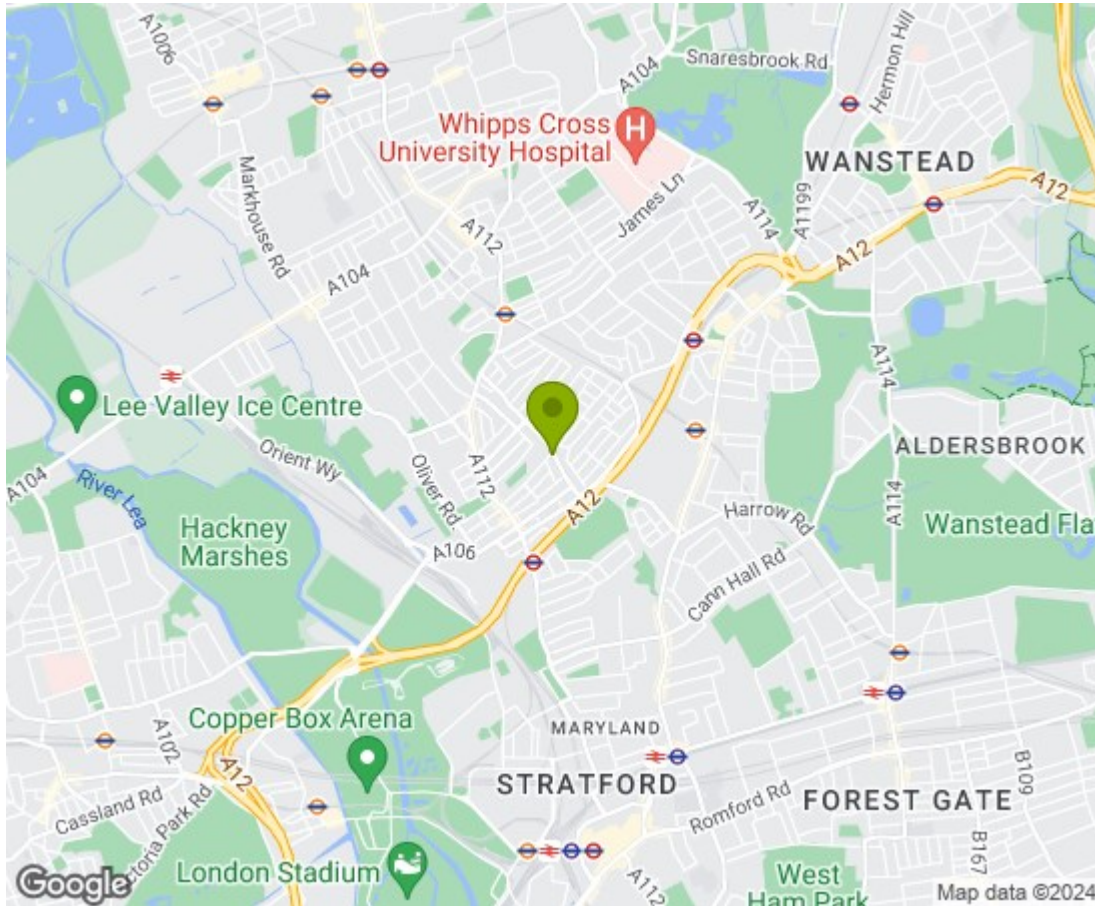 A1006
Snaresbrook Rd
Hermon Hill
A104
Whipps Cross
University Hospital
H
WANSTEAD
Markhouse Rd
James Ln
A114
A1199
A12
A112
A12
A104
A114
Lee Valley Ice Centre
Orient Wy
Oliver Rd
A112
ALDERSBROOK
A104
River Lea
A12
Harrow Rd
A114
Wanstead Fla
Hackney
Marshes
A106
Cann Hall Rd
Copper Box Arena
MARYLAND
A102
A12
STRATFORD
Romford Rd
FOREST GATE
B109
Cassland Rd
ctoria Park Rd
London Stadium
A112
West
Ham Park
B167
Google
Map data ©2024